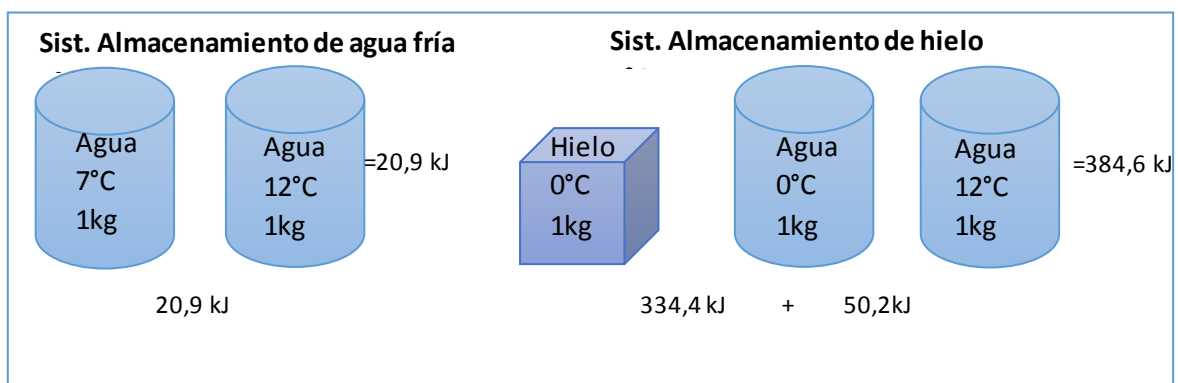 Sist. Almacenamiento de agua fría
Agua
7°C
1kg
Agua
12°C
1kg
=20,9 kJ
20,9 kJ
Sist. Almacenamiento de hielo
Hielo
0°C
1kg
Agua
0°C
1kg
Agua
12°C
1kg
=384,6 kJ
334,4 kJ + 50,2kJ